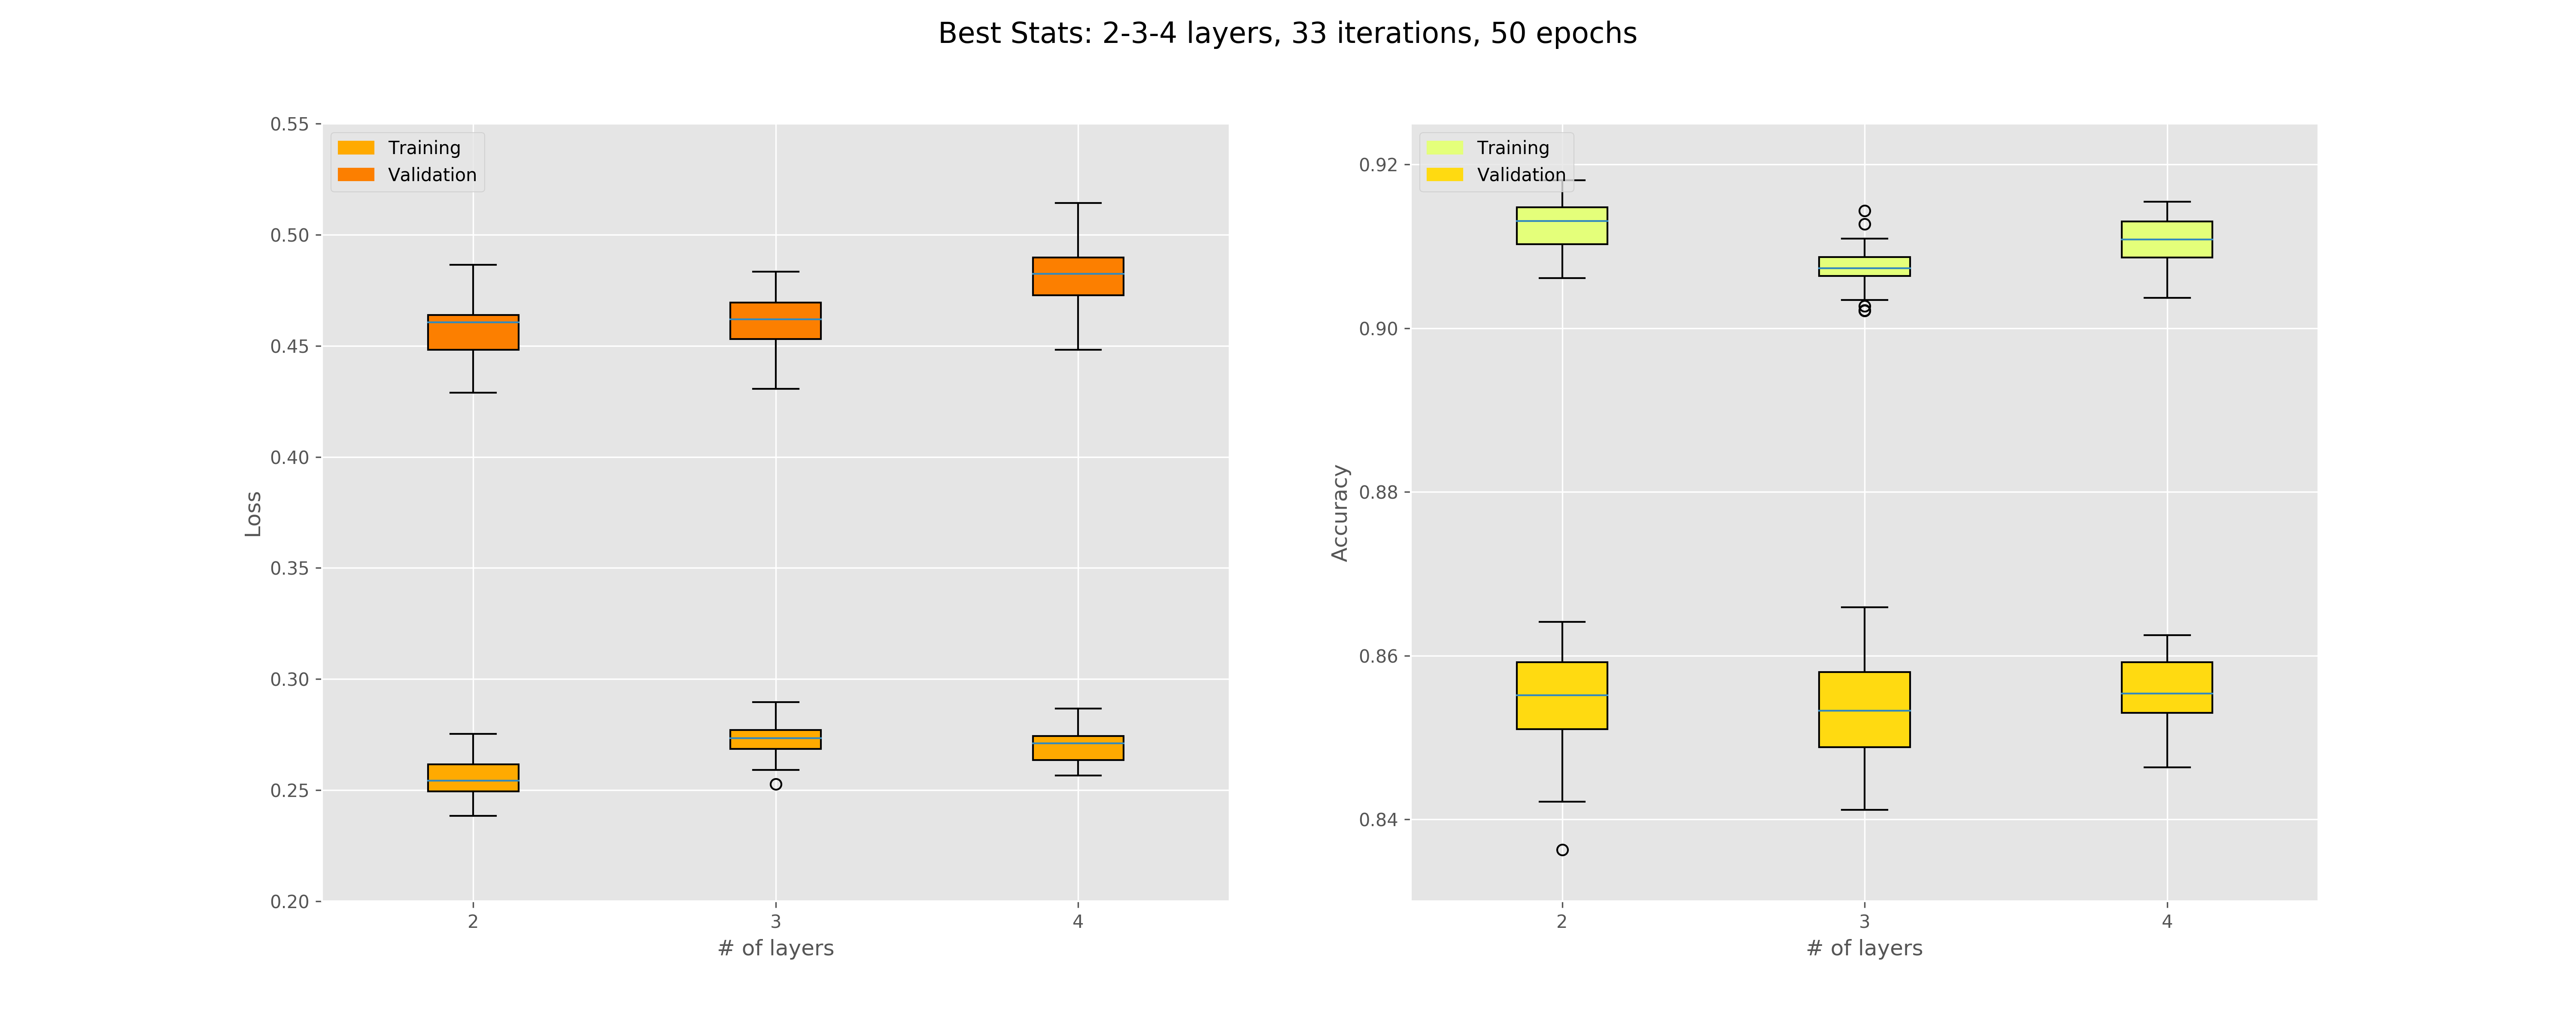 Best Stats: 2-3-4 layers, 33 iterations, 50 epochs
Training
Validation
0.55
0.50
0.45
0.40
0.35
0.30
0.25
0.20
Loss
2
3
4
# of layers
Training
Validation
0.92
0.90
0.88
0.86
0.84
Accuracy
2
3
4
# of layers